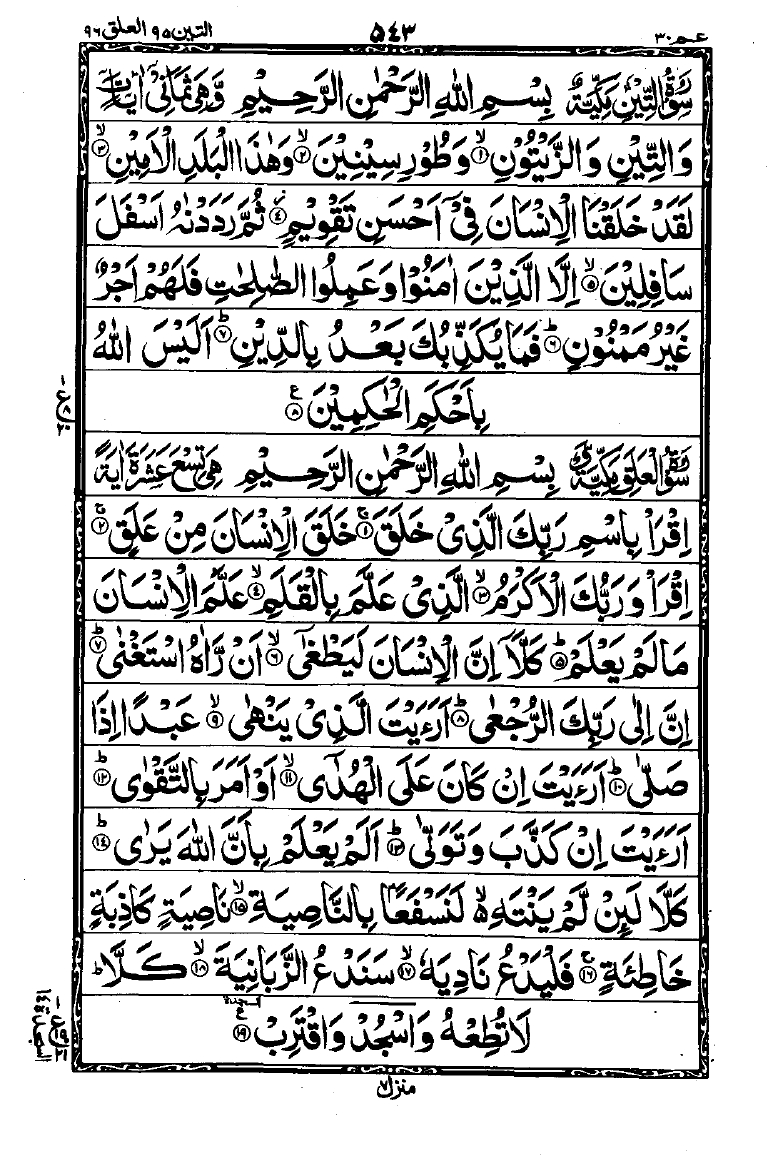 التين ٩٥ العلق ٩٦ ٥٤٣ عم ٣٠
سُوْرَةُ التِّيْنِ مَكِّيَّةٌ بِسْمِ اللّٰهِ الرَّحْمٰنِ الرَّحِيْمِ وَّهِيَ ثَمَانِيْ اٰيَاتٍ
وَالتِّيْنِ وَالزَّيْتُوْنِ ۙ﴿١﴾ وَطُوْرِ سِيْنِيْنَ ۙ﴿٢﴾ وَهٰذَا الْبَلَدِ الْاَمِيْنِ ۙ﴿٣﴾
لَقَدْ خَلَقْنَا الْاِنْسَانَ فِيْٓ اَحْسَنِ تَقْوِيْمٍ ۖ﴿٤﴾ ثُمَّ رَدَدْنٰهُ اَسْفَلَ
سَافِلِيْنَ ۙ﴿٥﴾ اِلَّا الَّذِيْنَ اٰمَنُوْا وَعَمِلُوا الصّٰلِحٰتِ فَلَهُمْ اَجْرٌ
غَيْرُ مَمْنُوْنٍ ؕ﴿٦﴾ فَمَا يُكَذِّبُكَ بَعْدُ بِالدِّيْنِ ؕ﴿٧﴾ اَلَيْسَ اللّٰهُ
بِاَحْكَمِ الْحٰكِمِيْنَ ﴿٨﴾ ع
سُوْرَةُ الْعَلَقِ مَكِّيَّةٌ بِسْمِ اللّٰهِ الرَّحْمٰنِ الرَّحِيْمِ هِيَ تِسْعَ عَشَرَةَ اٰيَةً
اِقْرَاْ بِاسْمِ رَبِّكَ الَّذِيْ خَلَقَ ۚ﴿١﴾ خَلَقَ الْاِنْسَانَ مِنْ عَلَقٍ ۚ﴿٢﴾
اِقْرَاْ وَرَبُّكَ الْاَكْرَمُ ۙ﴿٣﴾ الَّذِيْ عَلَّمَ بِالْقَلَمِ ۙ﴿٤﴾ عَلَّمَ الْاِنْسَانَ
مَا لَمْ يَعْلَمْ ؕ﴿٥﴾ كَلَّآ اِنَّ الْاِنْسَانَ لَيَطْغٰٓى ۙ﴿٦﴾ اَنْ رَّاٰهُ اسْتَغْنٰى ؕ﴿٧﴾
اِنَّ اِلٰى رَبِّكَ الرُّجْعٰى ؕ﴿٨﴾ اَرَءَيْتَ الَّذِيْ يَنْهٰى ۙ﴿٩﴾ عَبْدًا اِذَا
صَلّٰى ؕ﴿١٠﴾ اَرَءَيْتَ اِنْ كَانَ عَلَى الْهُدٰٓى ۙ﴿١١﴾ اَوْ اَمَرَ بِالتَّقْوٰى ؕ﴿١٢﴾
اَرَءَيْتَ اِنْ كَذَّبَ وَتَوَلّٰى ؕ﴿١٣﴾ اَلَمْ يَعْلَمْ بِاَنَّ اللّٰهَ يَرٰى ؕ﴿١٤﴾
كَلَّا لَئِنْ لَّمْ يَنْتَهِ ۙ لَنَسْفَعًۢا بِالنَّاصِيَةِ ۙ﴿١٥﴾ نَاصِيَةٍ كَاذِبَةٍ
خَاطِئَةٍ ۚ﴿١٦﴾ فَلْيَدْعُ نَادِيَهٗ ۙ﴿١٧﴾ سَنَدْعُ الزَّبَانِيَةَ ۙ﴿١٨﴾ كَلَّا ؕ
لَا تُطِعْهُ وَاسْجُدْ وَاقْتَرِبْ ﴿١٩﴾ السجدة ع
السجدة ١٤
منزل ٧